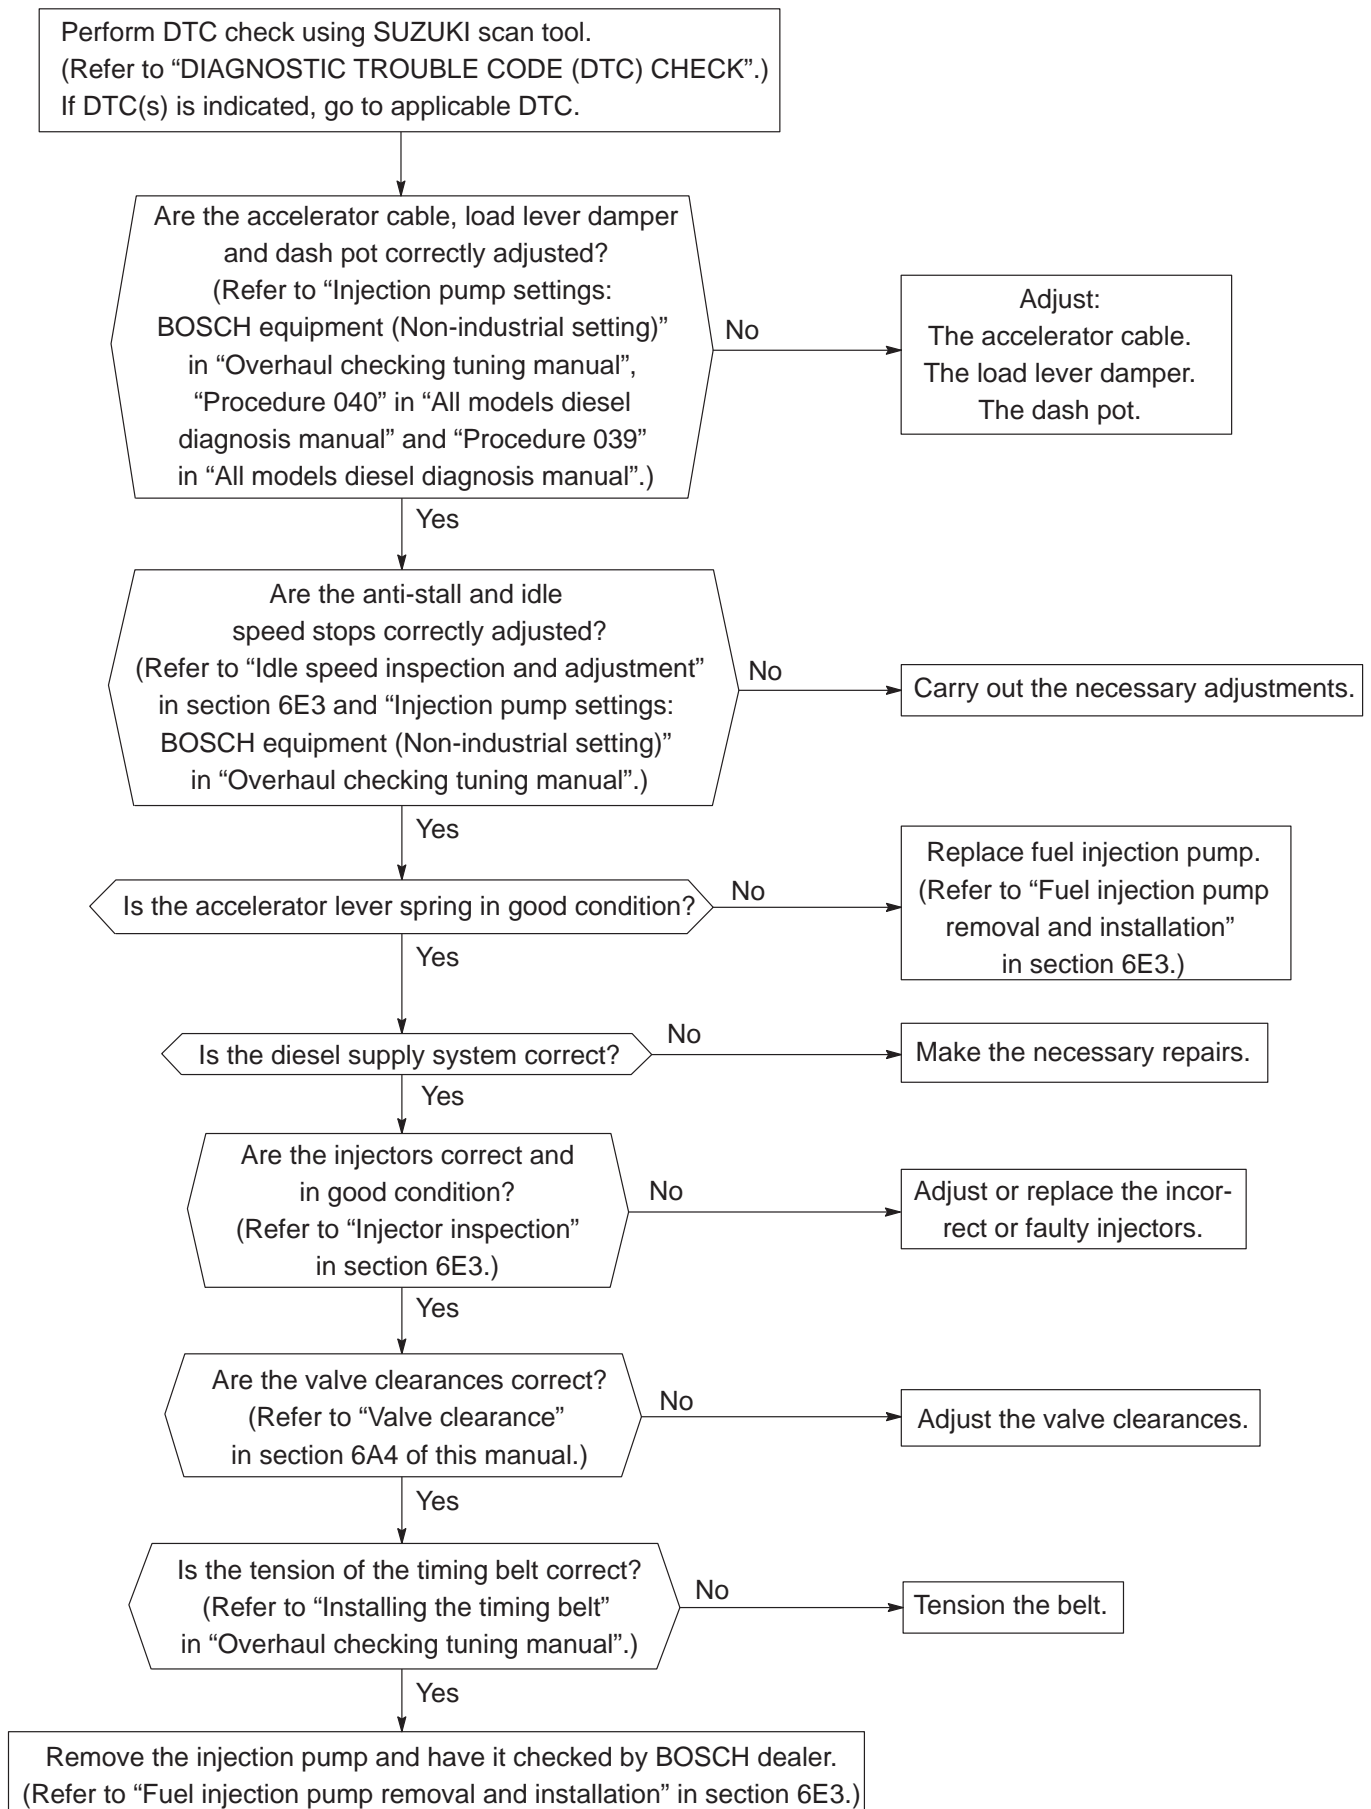 Perform DTC check using SUZUKI scan tool.
(Refer to “DIAGNOSTIC TROUBLE CODE (DTC) CHECK”.)
If DTC(s) is indicated, go to applicable DTC.
Are the accelerator cable, load lever damper
and dash pot correctly adjusted?
(Refer to “Injection pump settings:
BOSCH equipment (Non-industrial setting)”
in “Overhaul checking tuning manual”,
“Procedure 040” in “All models diesel
diagnosis manual” and “Procedure 039”
in “All models diesel diagnosis manual”.)
No
Adjust:
The accelerator cable.
The load lever damper.
The dash pot.
Yes
Are the anti-stall and idle
speed stops correctly adjusted?
(Refer to “Idle speed inspection and adjustment”
in section 6E3 and “Injection pump settings:
BOSCH equipment (Non-industrial setting)”
in “Overhaul checking tuning manual”.)
No
Carry out the necessary adjustments.
Yes
Is the accelerator lever spring in good condition?
No
Replace fuel injection pump.
(Refer to “Fuel injection pump
removal and installation”
in section 6E3.)
Yes
Is the diesel supply system correct?
No
Make the necessary repairs.
Yes
Are the injectors correct and
in good condition?
(Refer to “Injector inspection”
in section 6E3.)
No
Adjust or replace the incor-
rect or faulty injectors.
Yes
Are the valve clearances correct?
(Refer to “Valve clearance”
in section 6A4 of this manual.)
No
Adjust the valve clearances.
Yes
Is the tension of the timing belt correct?
(Refer to “Installing the timing belt”
in “Overhaul checking tuning manual”.)
No
Tension the belt.
Yes
Remove the injection pump and have it checked by BOSCH dealer.
(Refer to “Fuel injection pump removal and installation” in section 6E3.)